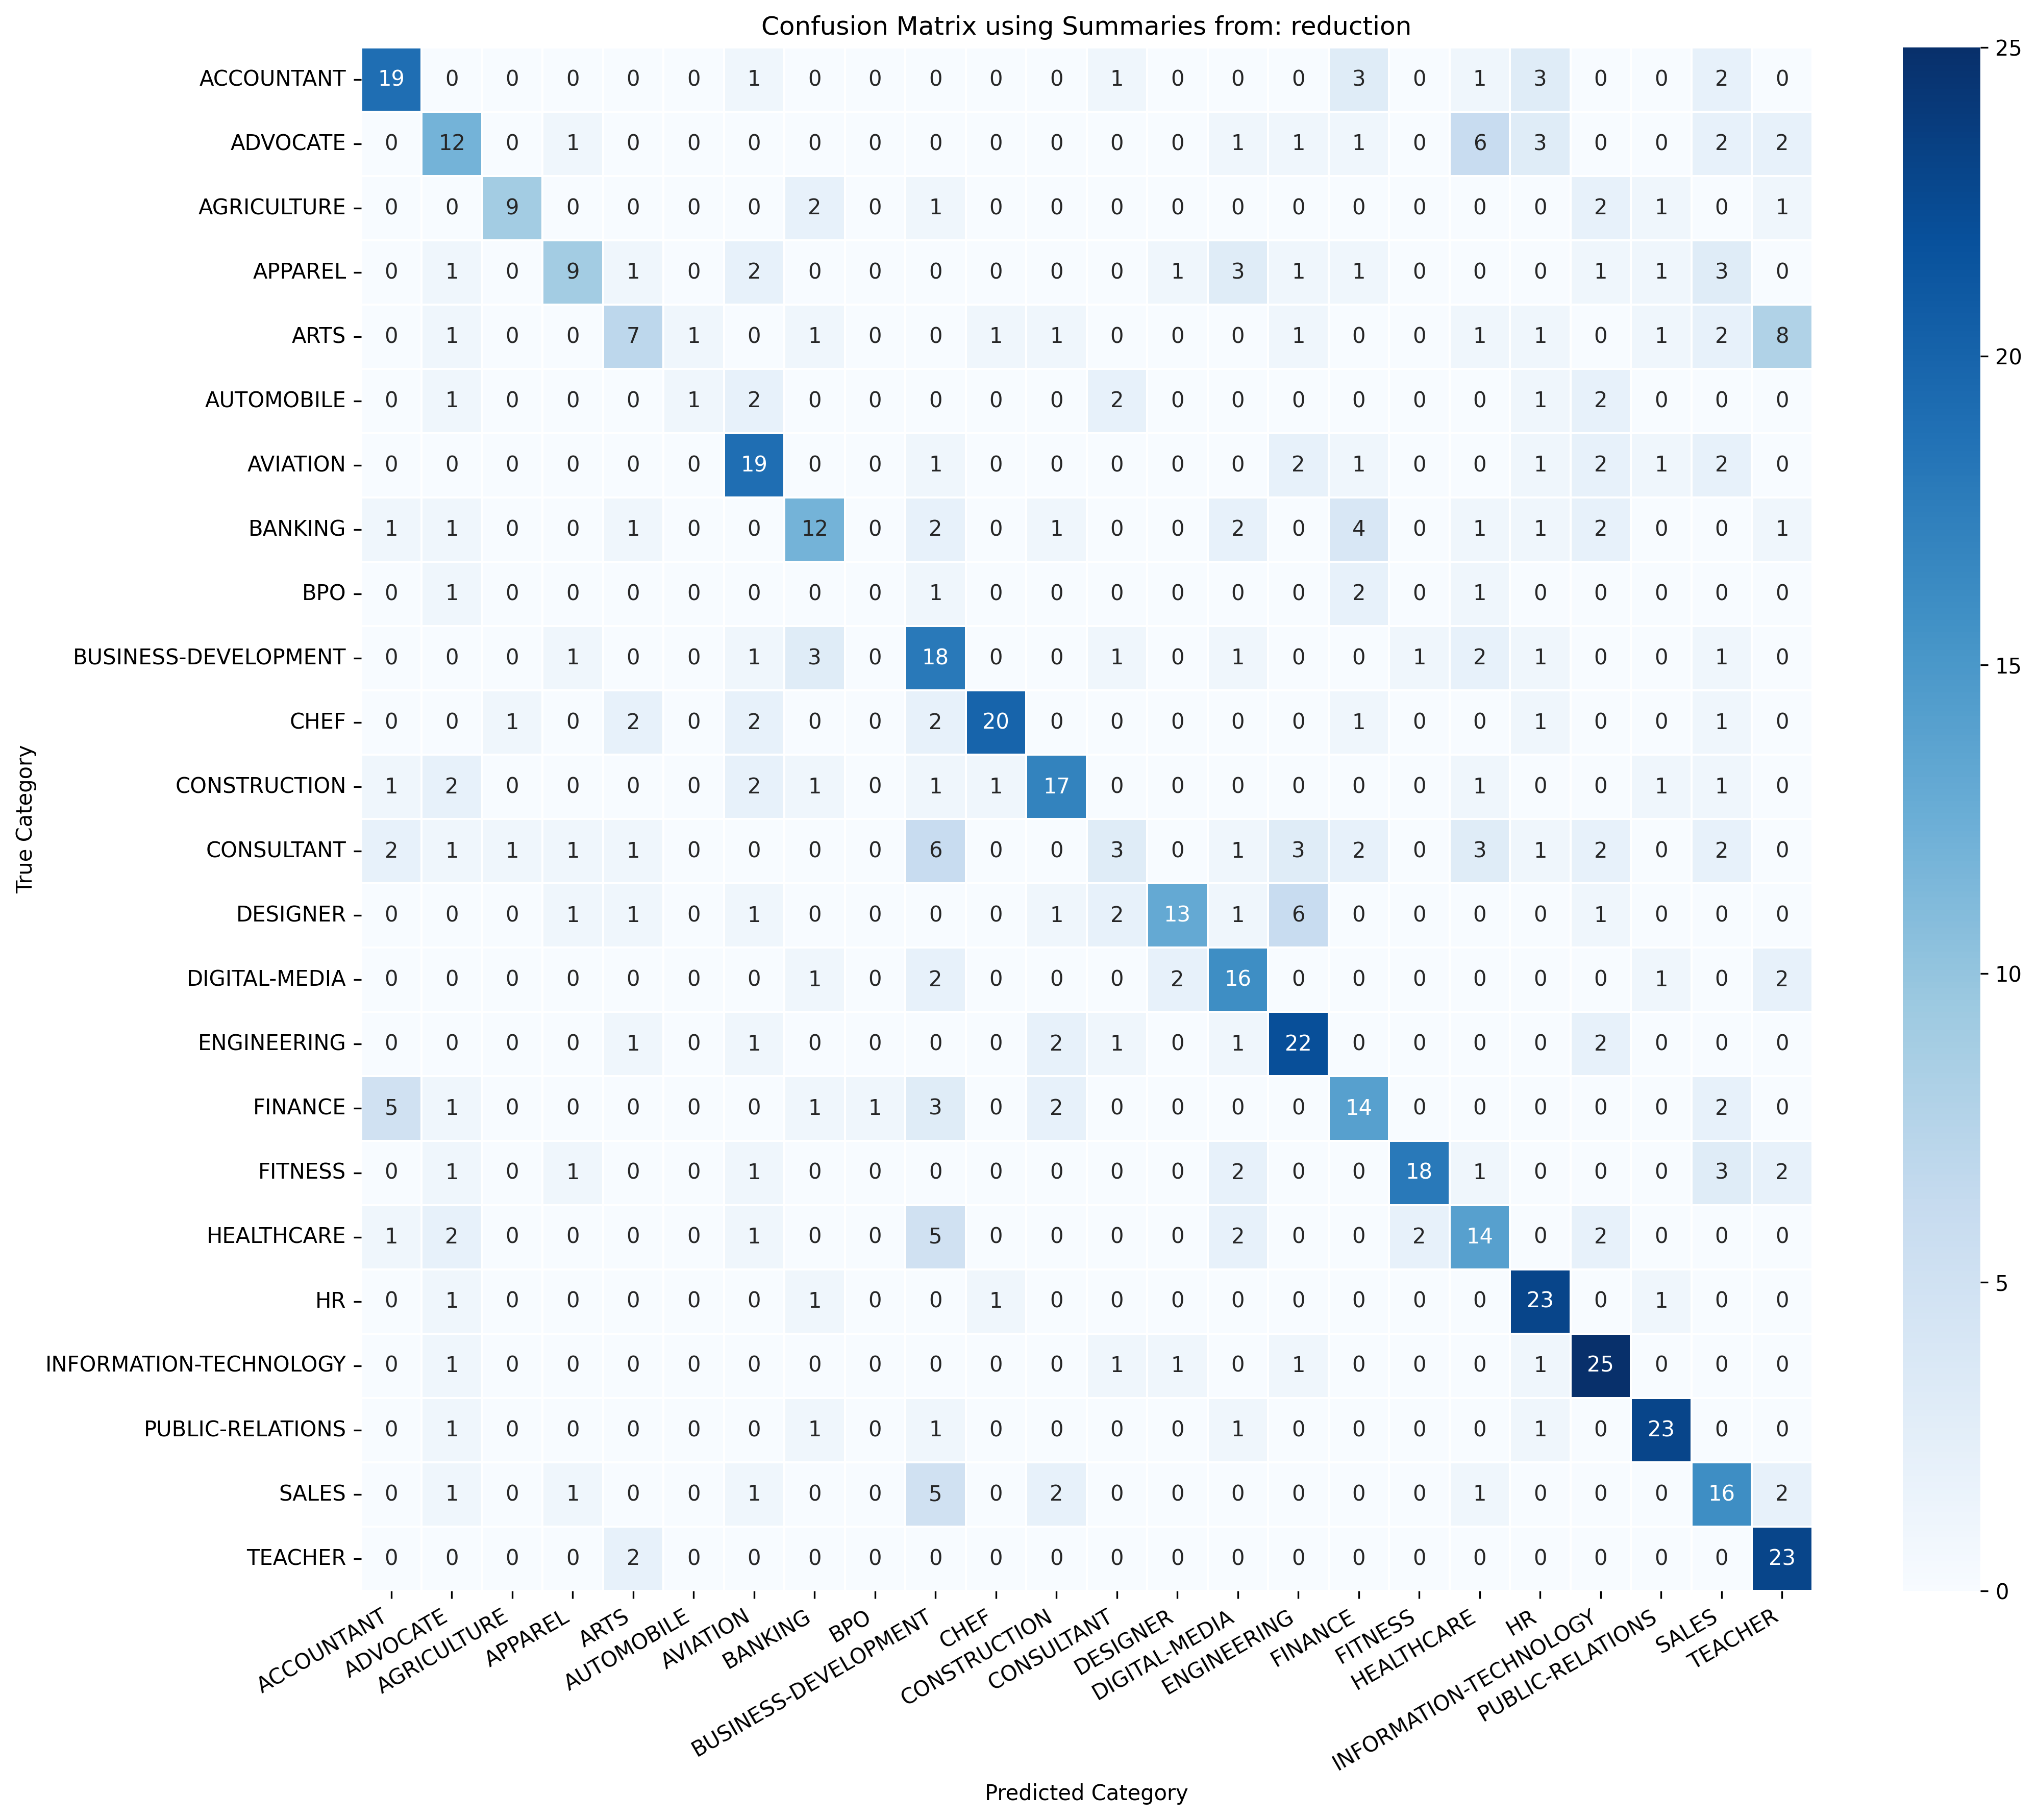 Confusion Matrix using Summaries from: reduction
ACCOUNTANT 19 0 0 0 0 0 1 0 0 0 0 0 1 0 0 0 3 0 1 3 0 0 2 0
ADVOCATE 0 12 0 1 0 0 0 0 0 0 0 0 0 0 1 1 1 0 6 3 0 0 2 2
AGRICULTURE 0 0 9 0 0 0 0 2 0 1 0 0 0 0 0 0 0 0 0 0 2 1 0 1
APPAREL 0 1 0 9 1 0 2 0 0 0 0 0 0 1 3 1 1 0 0 0 1 1 3 0
ARTS 0 1 0 0 7 1 0 1 0 0 1 1 0 0 0 1 0 0 1 1 0 1 2 8
AUTOMOBILE 0 1 0 0 0 1 2 0 0 0 0 0 2 0 0 0 0 0 0 1 2 0 0 0
AVIATION 0 0 0 0 0 0 19 0 0 1 0 0 0 0 0 2 1 0 0 1 2 1 2 0
BANKING 1 1 0 0 1 0 0 12 0 2 0 1 0 0 2 0 4 0 1 1 2 0 0 1
BPO 0 1 0 0 0 0 0 0 0 1 0 0 0 0 0 0 2 0 1 0 0 0 0 0
BUSINESS-DEVELOPMENT 0 0 0 1 0 0 1 3 0 18 0 0 1 0 1 0 0 1 2 1 0 0 1 0
CHEF 0 0 1 0 2 0 2 0 0 2 20 0 0 0 0 0 1 0 0 1 0 0 1 0
CONSTRUCTION 1 2 0 0 0 0 2 1 0 1 1 17 0 0 0 0 0 0 1 0 0 1 1 0
CONSULTANT 2 1 1 1 1 0 0 0 0 6 0 0 3 0 1 3 2 0 3 1 2 0 2 0
DESIGNER 0 0 0 1 1 0 1 0 0 0 0 1 2 13 1 6 0 0 0 0 1 0 0 0
DIGITAL-MEDIA 0 0 0 0 0 0 0 1 0 2 0 0 0 2 16 0 0 0 0 0 0 1 0 2
ENGINEERING 0 0 0 0 1 0 1 0 0 0 0 2 1 0 1 22 0 0 0 0 2 0 0 0
FINANCE 5 1 0 0 0 0 0 1 1 3 0 2 0 0 0 0 14 0 0 0 0 0 2 0
FITNESS 0 1 0 1 0 0 1 0 0 0 0 0 0 0 2 0 0 18 1 0 0 0 3 2
HEALTHCARE 1 2 0 0 0 0 1 0 0 5 0 0 0 0 2 0 0 2 14 0 2 0 0 0
HR 0 1 0 0 0 0 0 1 0 0 1 0 0 0 0 0 0 0 0 23 0 1 0 0
INFORMATION-TECHNOLOGY 0 1 0 0 0 0 0 0 0 0 0 0 1 1 0 1 0 0 0 1 25 0 0 0
PUBLIC-RELATIONS 0 1 0 0 0 0 0 1 0 1 0 0 0 0 1 0 0 0 0 1 0 23 0 0
SALES 0 1 0 1 0 0 1 0 0 5 0 2 0 0 0 0 0 0 1 0 0 0 16 2
TEACHER 0 0 0 0 2 0 0 0 0 0 0 0 0 0 0 0 0 0 0 0 0 0 0 23
ACCOUNTANT
ADVOCATE
AGRICULTURE
APPAREL
ARTS
AUTOMOBILE
AVIATION
BANKING
BPO
BUSINESS-DEVELOPMENT
CHEF
CONSTRUCTION
CONSULTANT
DESIGNER
DIGITAL-MEDIA
ENGINEERING
FINANCE
FITNESS
HEALTHCARE
HR
INFORMATION-TECHNOLOGY
PUBLIC-RELATIONS
SALES
TEACHER
Predicted Category
True Category
25
20
15
10
5
0